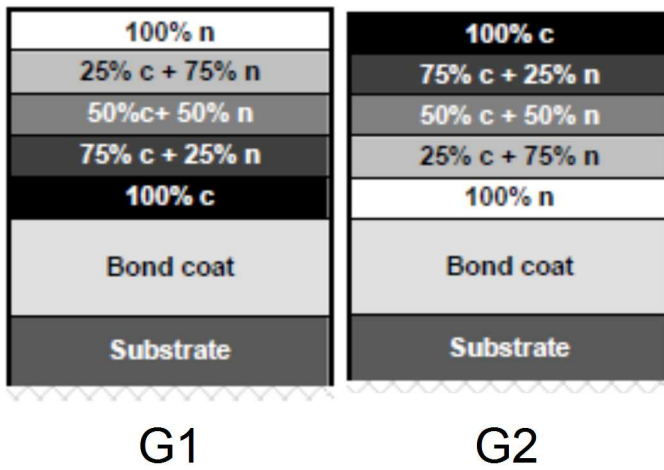 100% n
25% c + 75% n
50%c+ 50% n
75% c + 25% n
100% c
Bond coat
Substrate
G1
100% c
75% c + 25% n
50% c + 50% n
25% c + 75% n
100% n
Bond coat
Substrate
G2